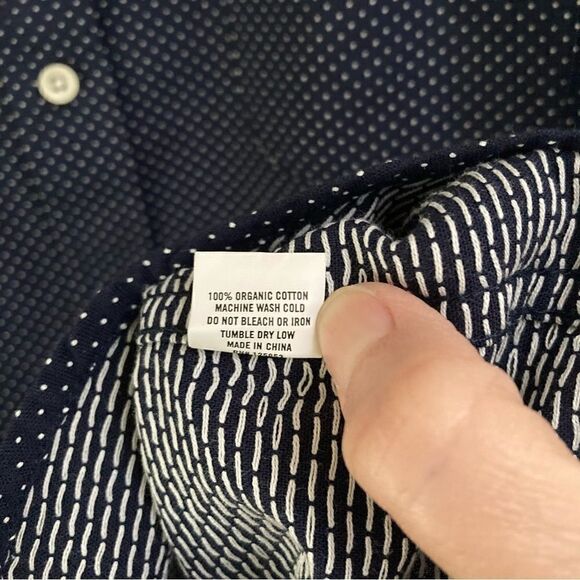 100% ORGANIC COTTON
MACHINE WASH COLD
DO NOT BLEACH OR IRON
TUMBLE DRY LOW
MADE IN CHINA